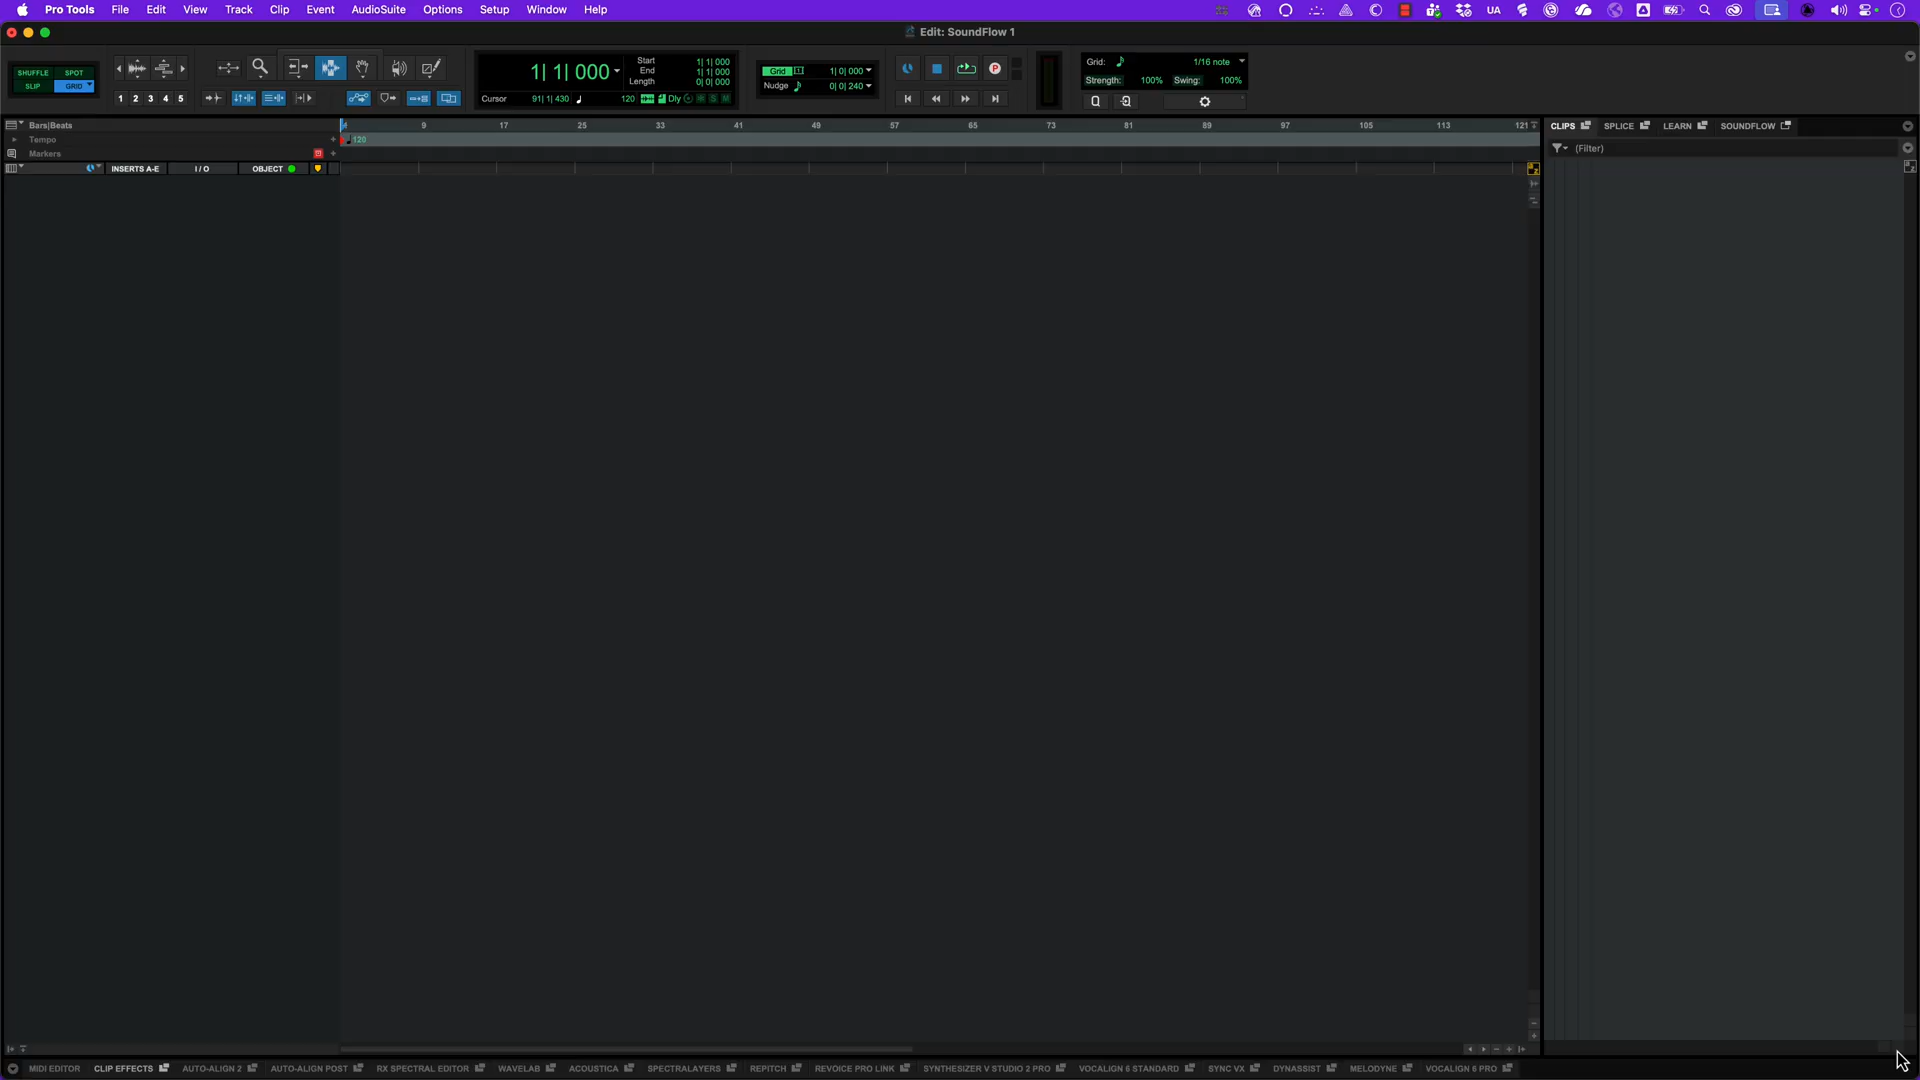 Pro Tools File Edit View Track Clip Event AudioSuite Options Setup Window Help UA
Edit: SoundFlow 1
SHUFFLE SPOT
SLIP GRID
1 2 3 4 5
1| 1| 000
Start 1| 1| 000
End 1| 1| 000
Length 0| 0| 000
Cursor 91| 1| 430 120 Dly S M
Grid 1| 0| 000
Nudge 0| 0| 240
P
Grid: 1/16 note
Strength: 100% Swing: 100%
Q
Bars|Beats 9 17 25 33 41 49 57 65 73 81 89 97 105 113 121
Tempo 120
Markers
INSERTS A-E I / O OBJECT
CLIPS SPLICE LEARN SOUNDFLOW
(Filter)
MIDI EDITOR CLIP EFFECTS AUTO-ALIGN 2 AUTO-ALIGN POST RX SPECTRAL EDITOR WAVELAB ACOUSTICA SPECTRALAYERS REPITCH REVOICE PRO LINK SYNTHESIZER V STUDIO 2 PRO VOCALIGN 6 STANDARD SYNC VX DYNASSIST MELODYNE VOCALIGN 6 PRO